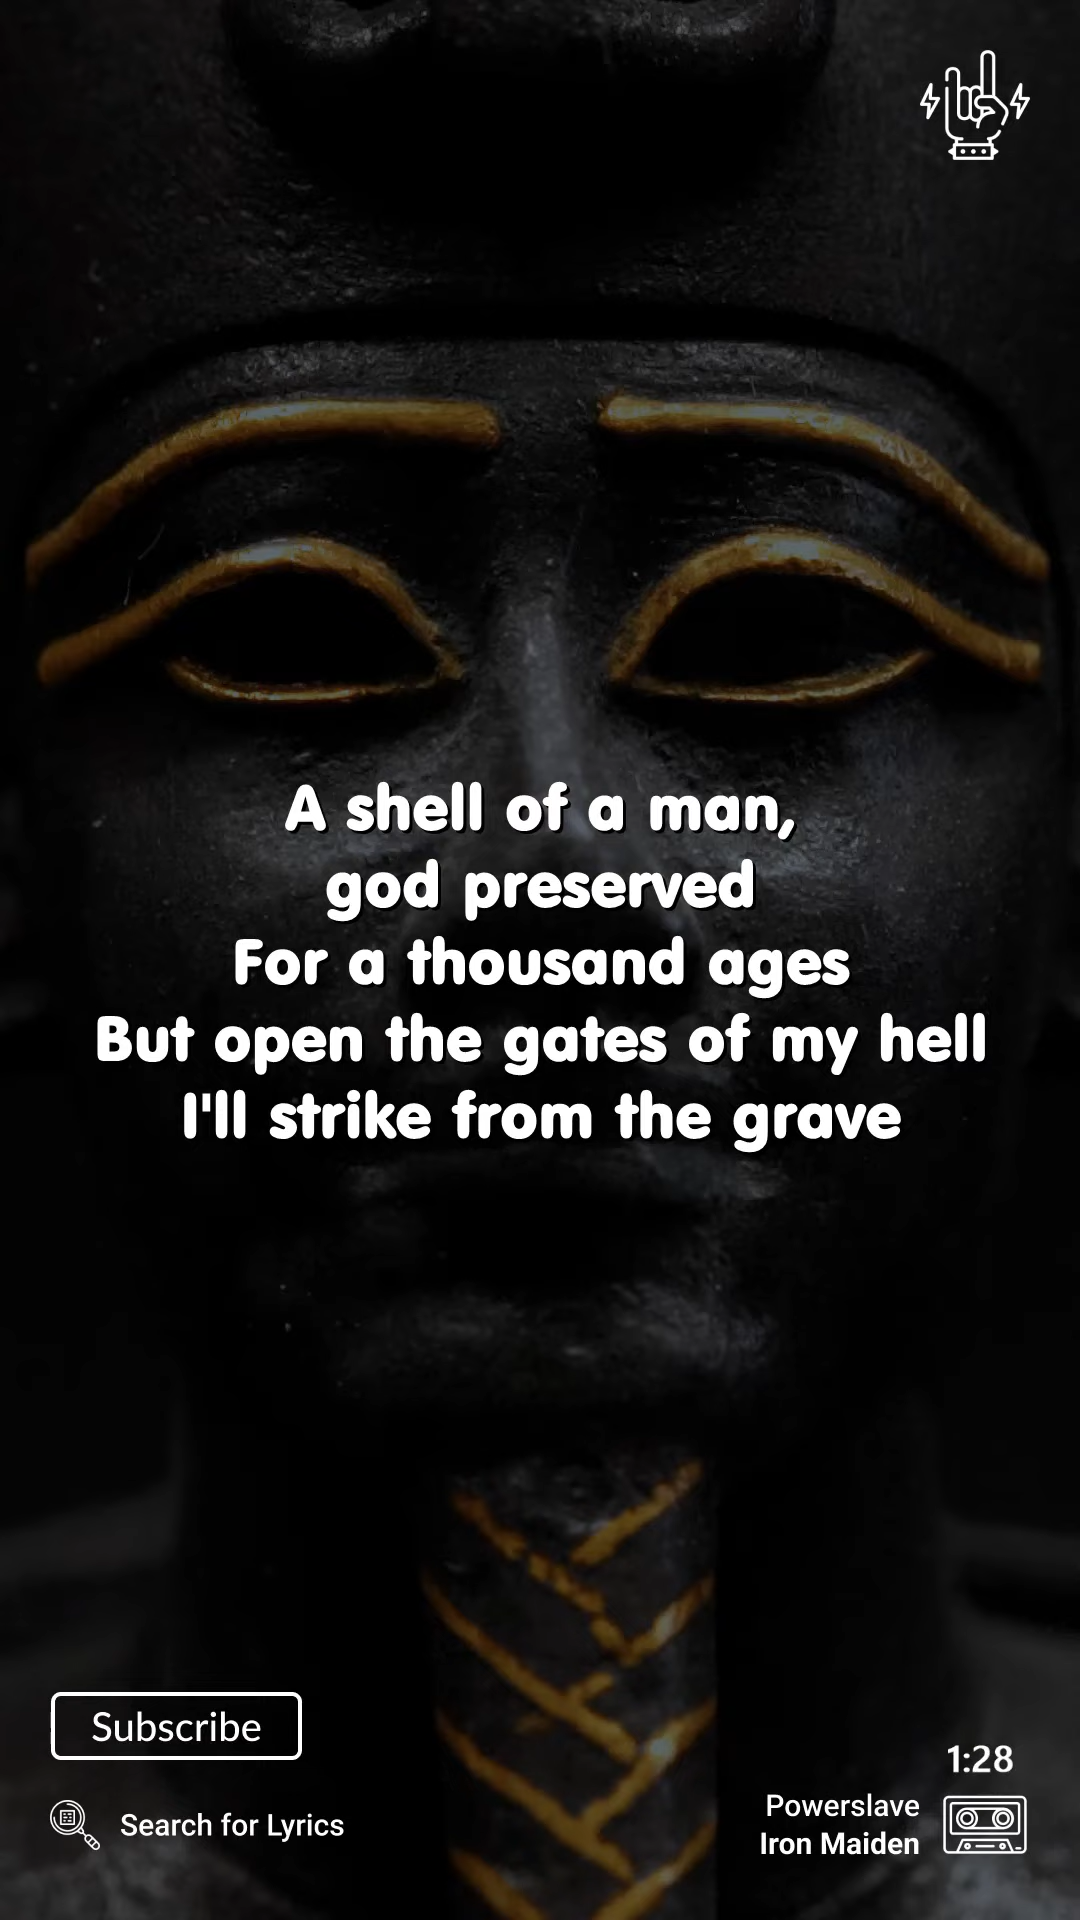 A shell of a man,
god preserved
For a thousand ages
But open the gates of my hell
I'll strike from the grave
Subscribe
Search for Lyrics
1:28
Powerslave
Iron Maiden